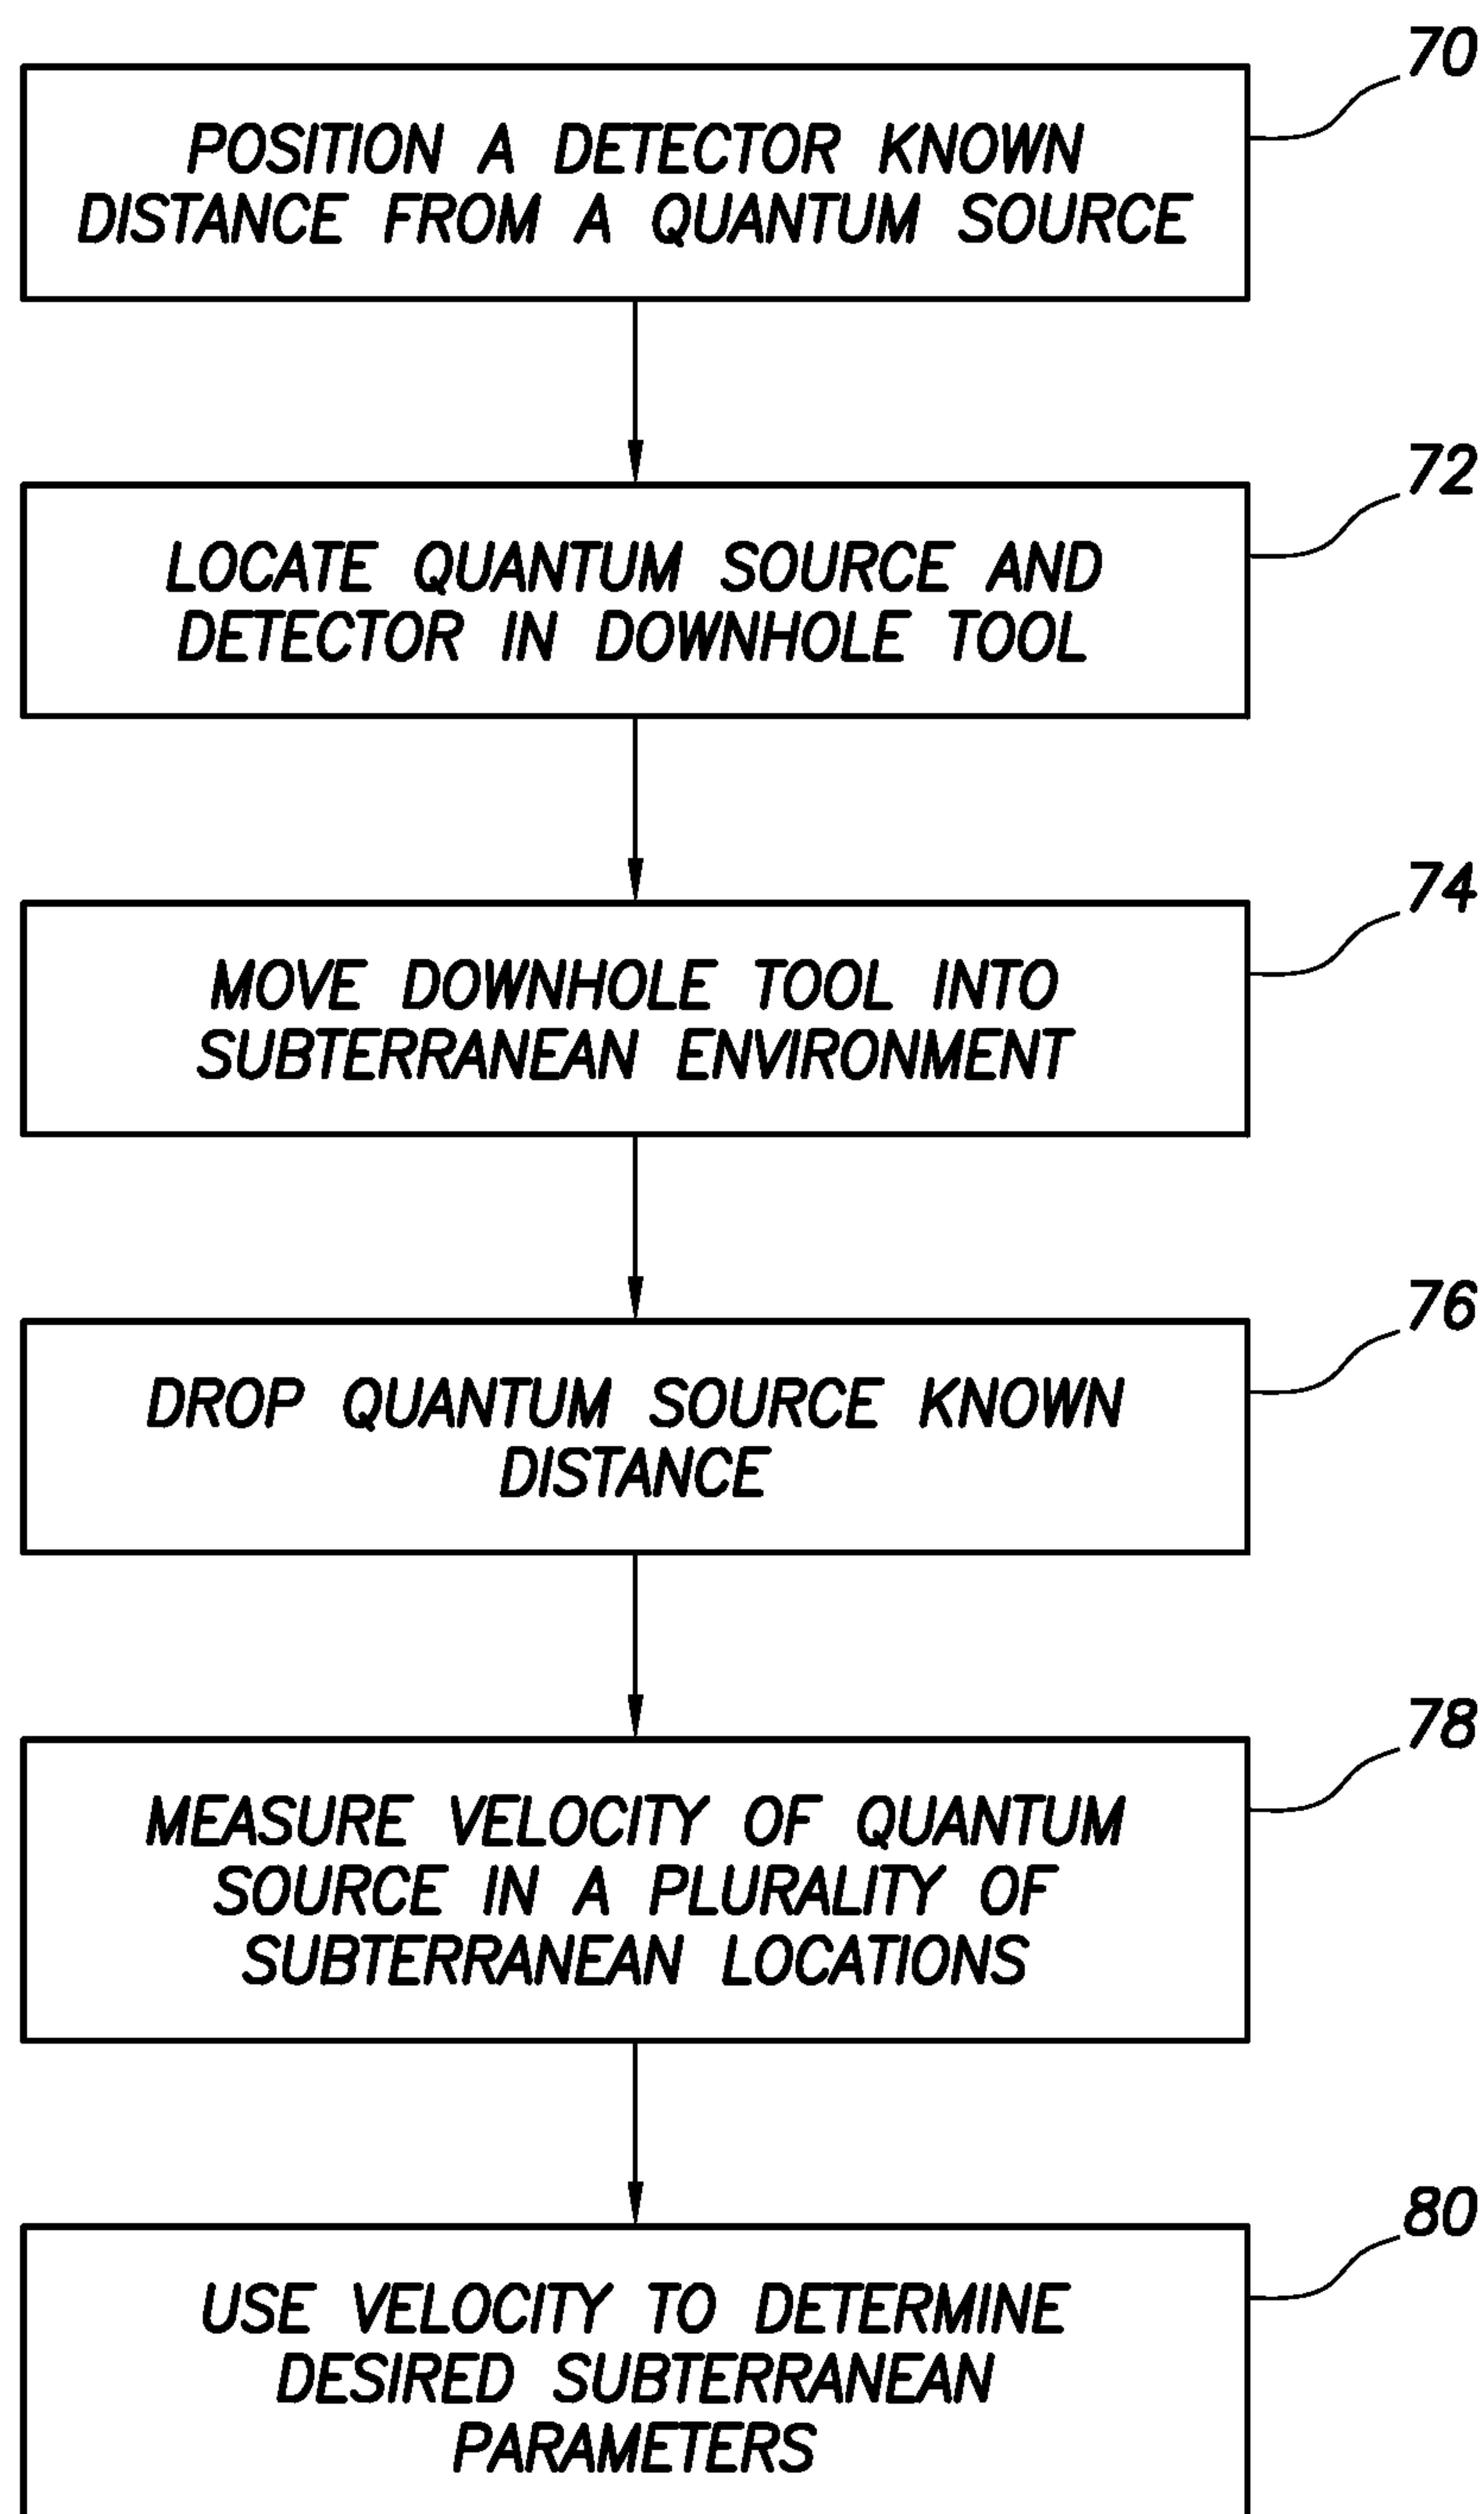 70
POSITION A DETECTOR KNOWN
DISTANCE FROM A QUANTUM SOURCE
72
LOCATE QUANTUM SOURCE AND
DETECTOR IN DOWNHOLE TOOL
74
MOVE DOWNHOLE TOOL INTO
SUBTERRANEAN ENVIRONMENT
76
DROP QUANTUM SOURCE KNOWN
DISTANCE
78
MEASURE VELOCITY OF QUANTUM
SOURCE IN A PLURALITY OF
SUBTERRANEAN LOCATIONS
80
USE VELOCITY TO DETERMINE
DESIRED SUBTERRANEAN
PARAMETERS